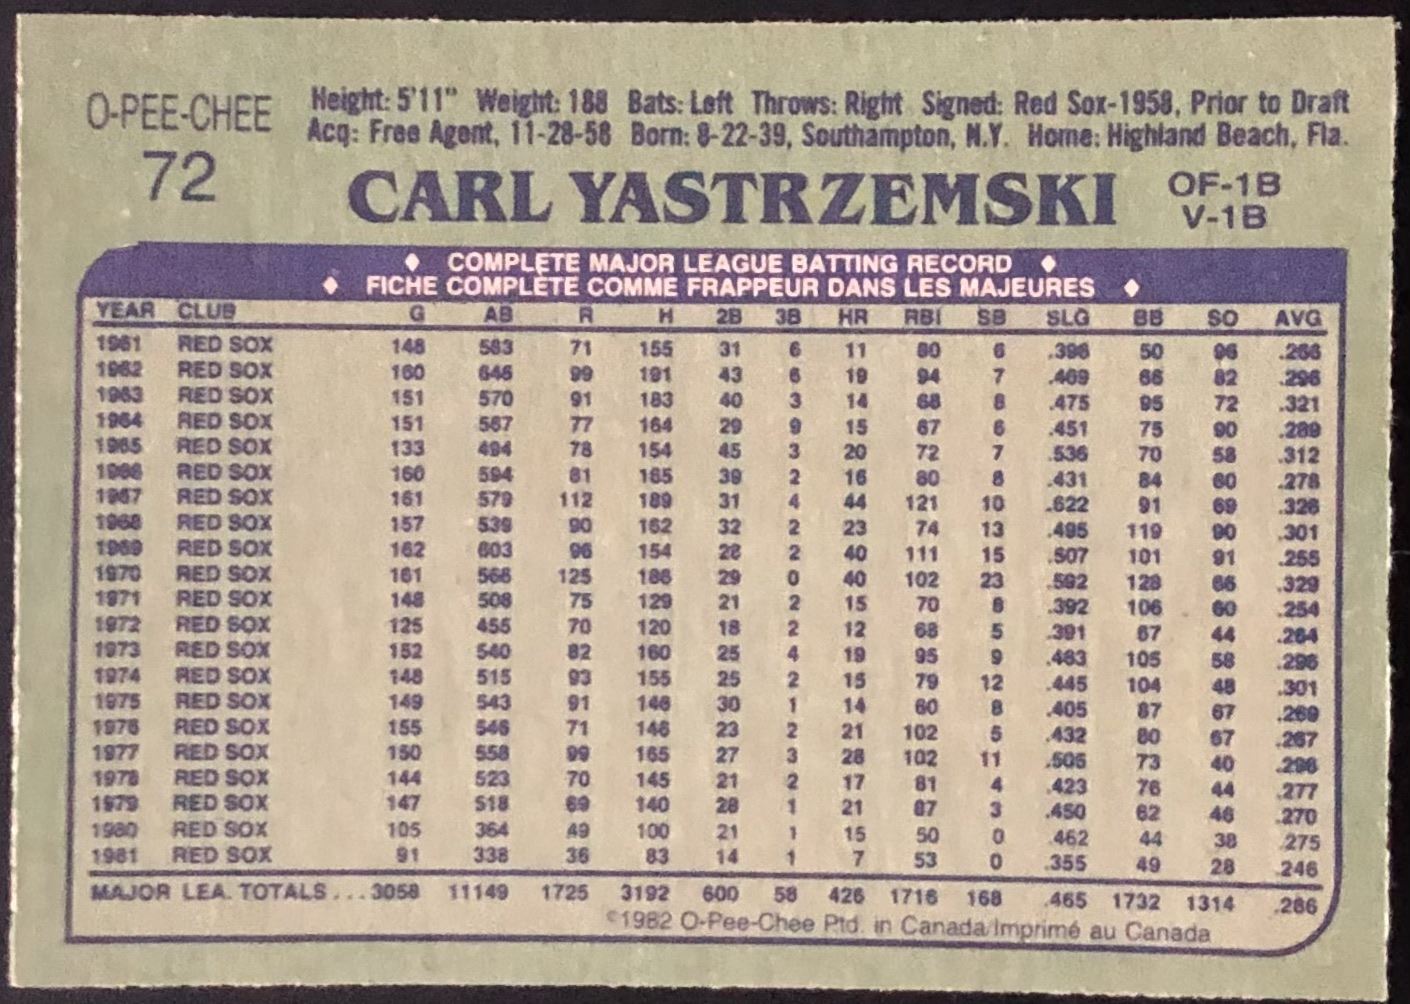 O-PEE-CHEE
72
Height: 5'11" Weight: 188 Bats: Left Throws: Right Signed: Red Sox-1958, Prior to Draft
Acq: Free Agent, 11-28-58 Born: 8-22-39, Southampton, N.Y. Home: Highland Beach, Fla.
CARL YASTRZEMSKI
OF-1B
V-1B
♦ COMPLETE MAJOR LEAGUE BATTING RECORD ♦
♦ FICHE COMPLÈTE COMME FRAPPEUR DANS LES MAJEURES ♦
YEAR CLUB G AB R H 2B 3B HR RBI SB SLG BB SO AVG
1961 RED SOX 148 583 71 155 31 6 11 80 6 .396 50 96 .266
1962 RED SOX 160 646 99 191 43 6 19 94 7 .469 66 82 .296
1963 RED SOX 151 570 91 183 40 3 14 68 8 .475 95 72 .321
1964 RED SOX 151 567 77 164 29 9 15 67 6 .451 75 90 .289
1965 RED SOX 133 494 78 154 45 3 20 72 7 .536 70 58 .312
1966 RED SOX 160 594 81 165 39 2 16 80 8 .431 84 60 .278
1967 RED SOX 161 579 112 189 31 4 44 121 10 .622 91 69 .326
1968 RED SOX 157 539 90 162 32 2 23 74 13 .495 119 90 .301
1969 RED SOX 162 603 96 154 28 2 40 111 15 .507 101 91 .255
1970 RED SOX 161 566 125 186 29 0 40 102 23 .592 128 66 .329
1971 RED SOX 148 508 75 129 21 2 15 70 8 .392 106 60 .254
1972 RED SOX 125 455 70 120 18 2 12 68 5 .391 67 44 .264
1973 RED SOX 152 540 82 160 25 4 19 95 9 .463 105 58 .296
1974 RED SOX 148 515 93 155 25 2 15 79 12 .445 104 48 .301
1975 RED SOX 149 543 91 146 30 1 14 60 8 .405 87 67 .269
1976 RED SOX 155 546 71 146 23 2 21 102 5 .432 80 67 .267
1977 RED SOX 150 558 99 165 27 3 28 102 11 .505 73 40 .296
1978 RED SOX 144 523 70 145 21 2 17 81 4 .423 76 44 .277
1979 RED SOX 147 518 69 140 28 1 21 87 3 .450 62 46 .270
1980 RED SOX 105 364 49 100 21 1 15 50 0 .462 44 38 .275
1981 RED SOX 91 338 36 83 14 1 7 53 0 .355 49 28 .246
MAJOR LEA. TOTALS ... 3058 11149 1725 3192 600 58 426 1716 168 .465 1732 1314 .286
©1982 O-Pee-Chee Ptd. in Canada/Imprimé au Canada